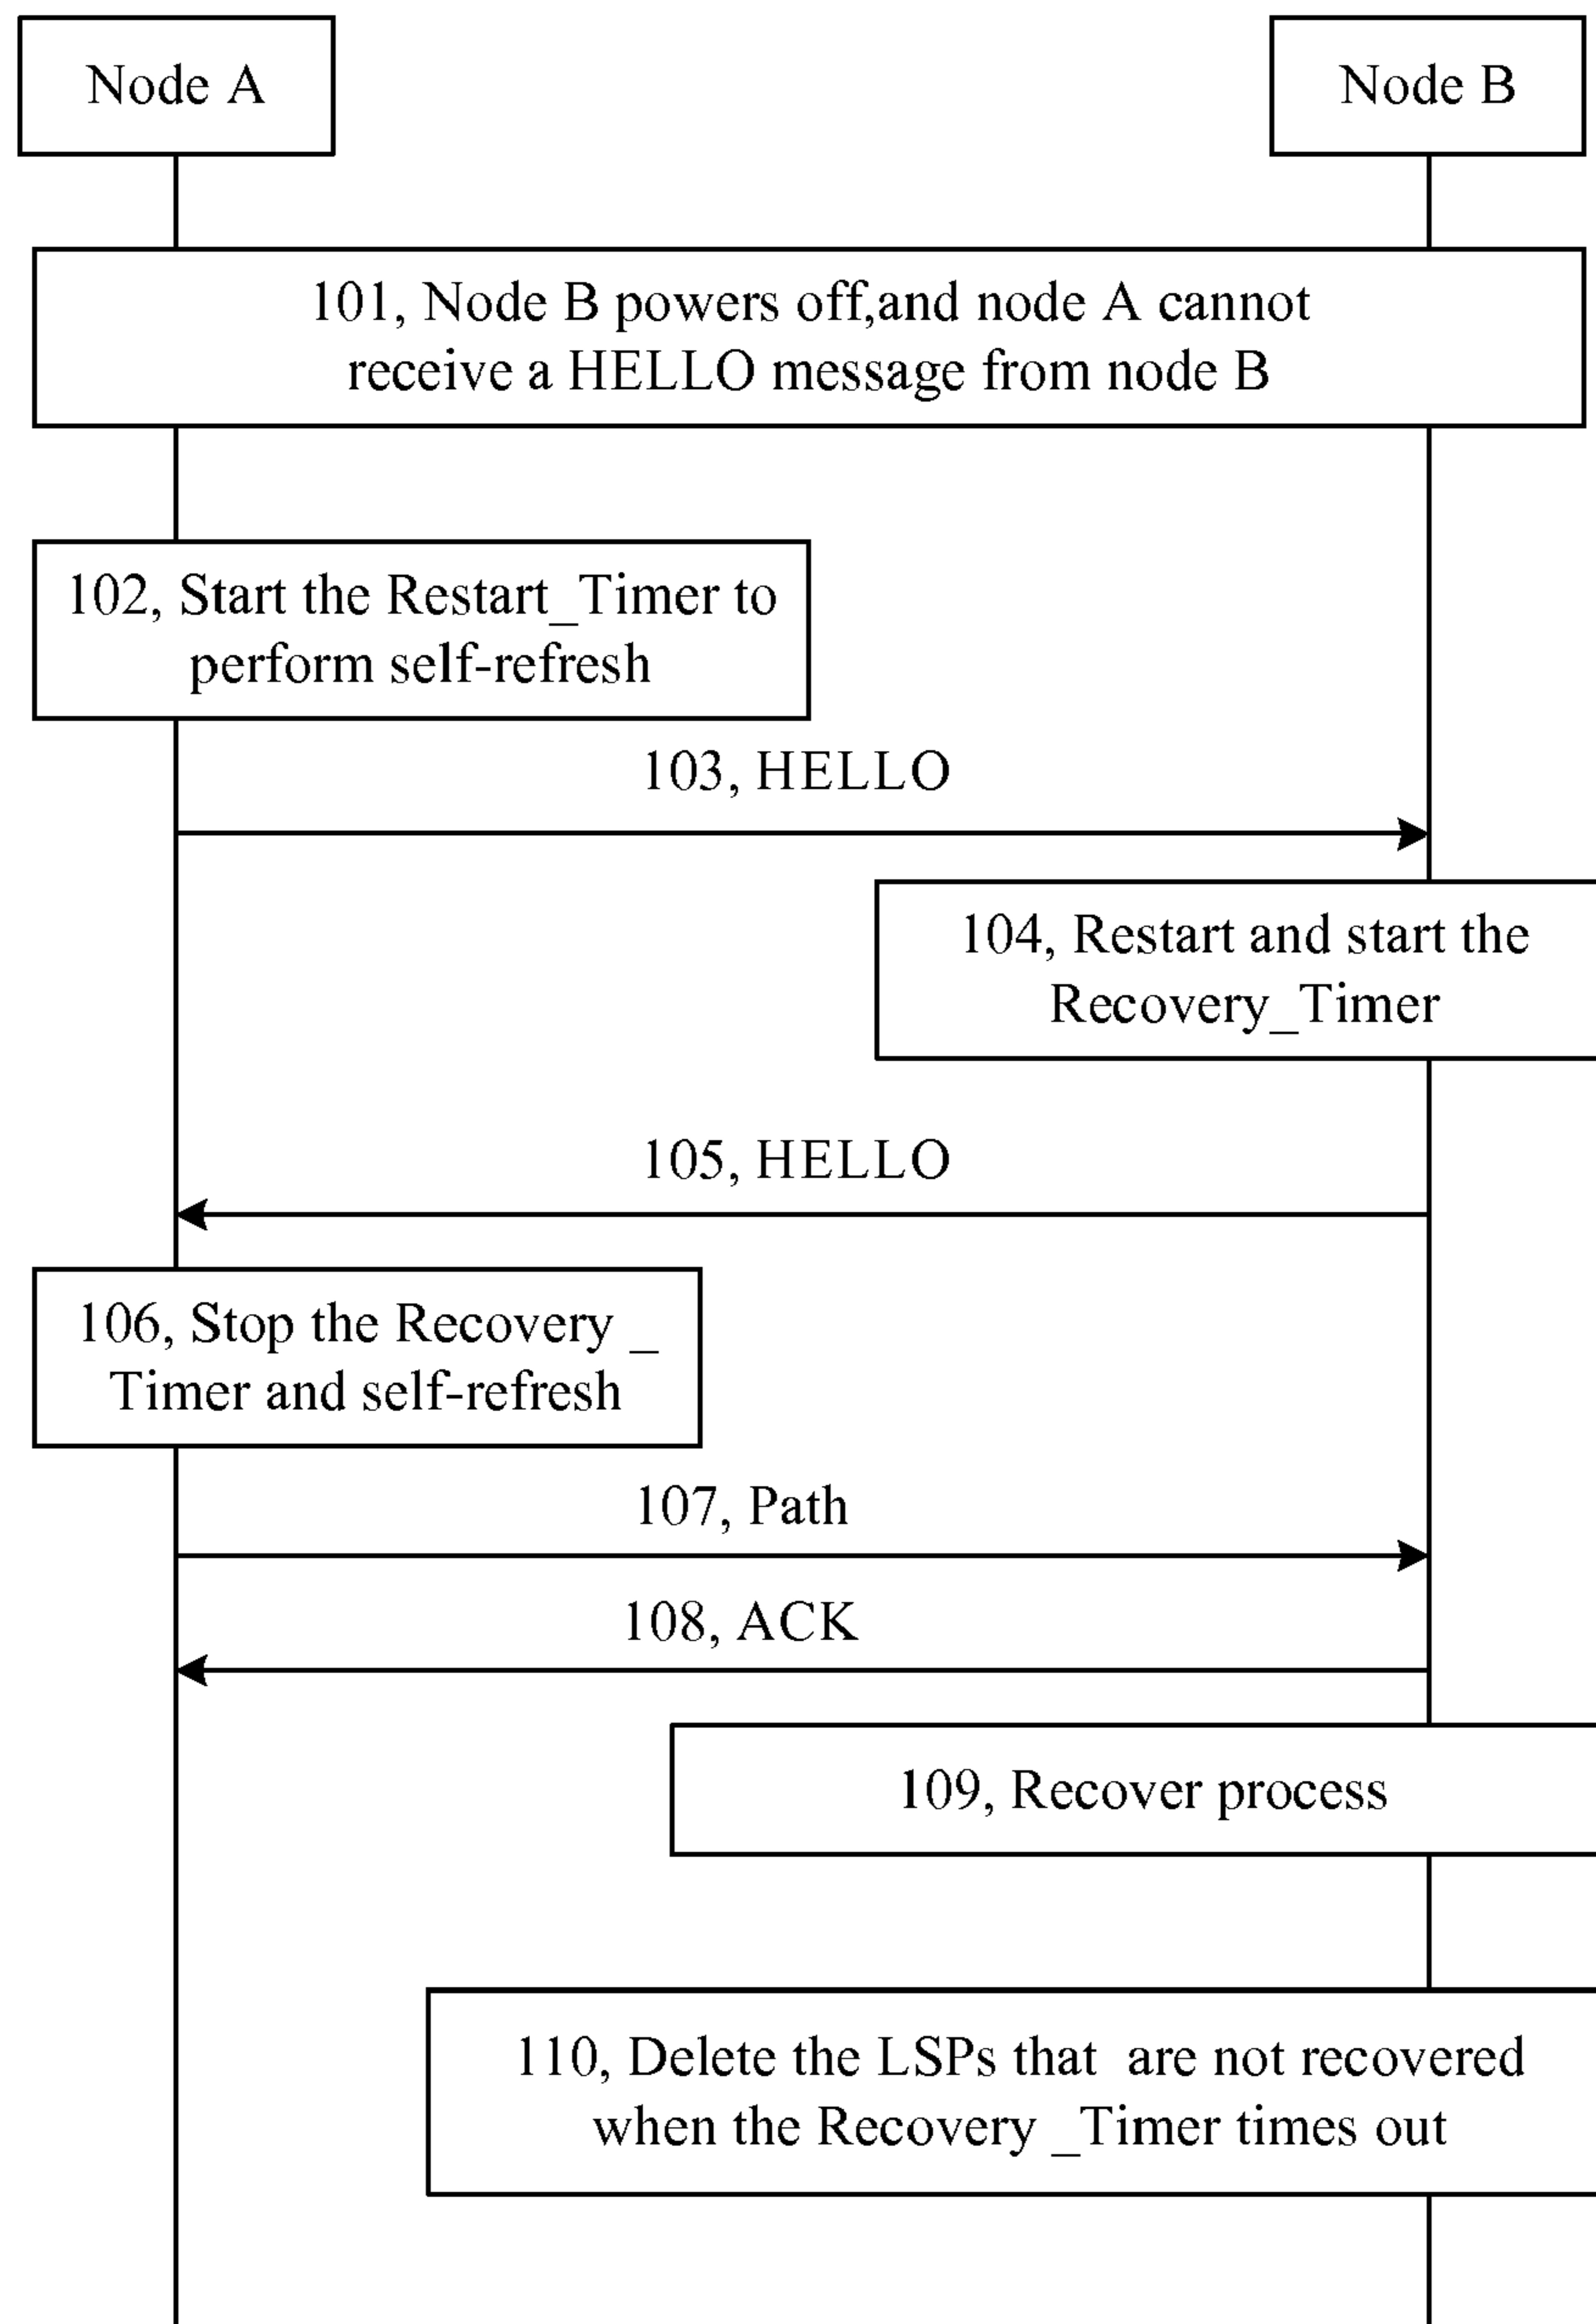 Node A
Node B
101, Node B powers off,and node A cannot
receive a HELLO message from node B
102, Start the Restart_Timer to
perform self-refresh
103, HELLO
104, Restart and start the
Recovery_Timer
105, HELLO
106, Stop the Recovery _
Timer and self-refresh
107, Path
108, ACK
109, Recover process
110, Delete the LSPs that  are not recovered
when the Recovery _Timer times out